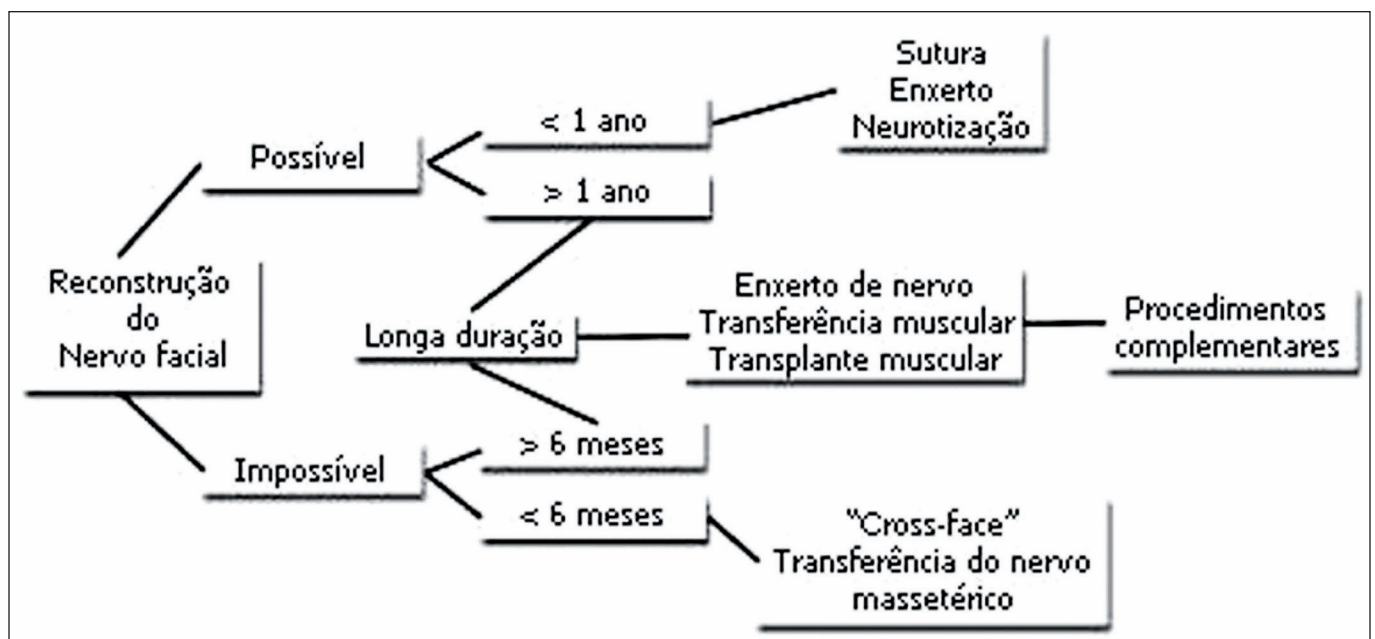 Reconstrução
do
Nervo facial
Possível
< 1 ano
Sutura
Enxerto
Neurotização
> 1 ano
Longa duração
Enxerto de nervo
Transferência muscular
Transplante muscular
Procedimentos
complementares
Impossível
> 6 meses
< 6 meses
"Cross-face"
Transferência do nervo
massetérico